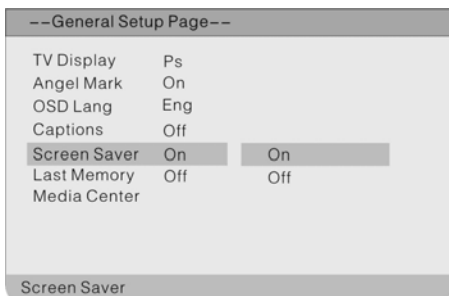 --General Setup Page--
TV Display Ps
Angel Mark On
OSD Lang Eng
Captions Off
Screen Saver On On
Last Memory Off Off
Media Center
Screen Saver